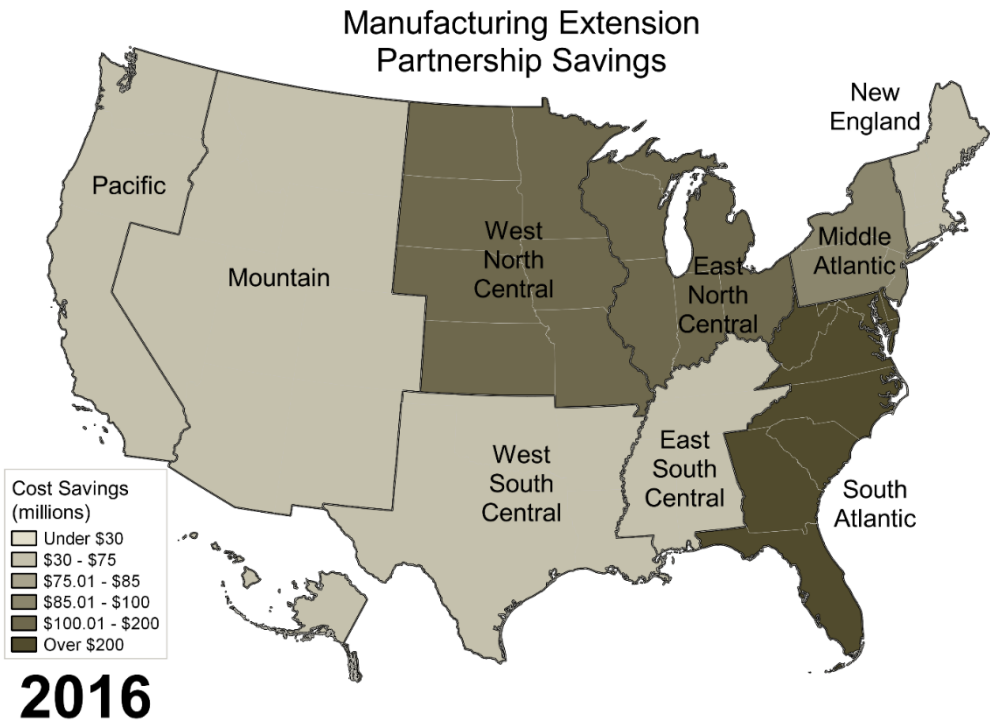 Manufacturing Extension
Partnership Savings
New
England
Pacific
Mountain
West
North
Central
East
North
Central
Middle
Atlantic
West
South
Central
East
South
Central
South
Atlantic
Cost Savings
(millions)
Under $30
$30 - $75
$75.01 - $85
$85.01 - $100
$100.01 - $200
Over $200
2016